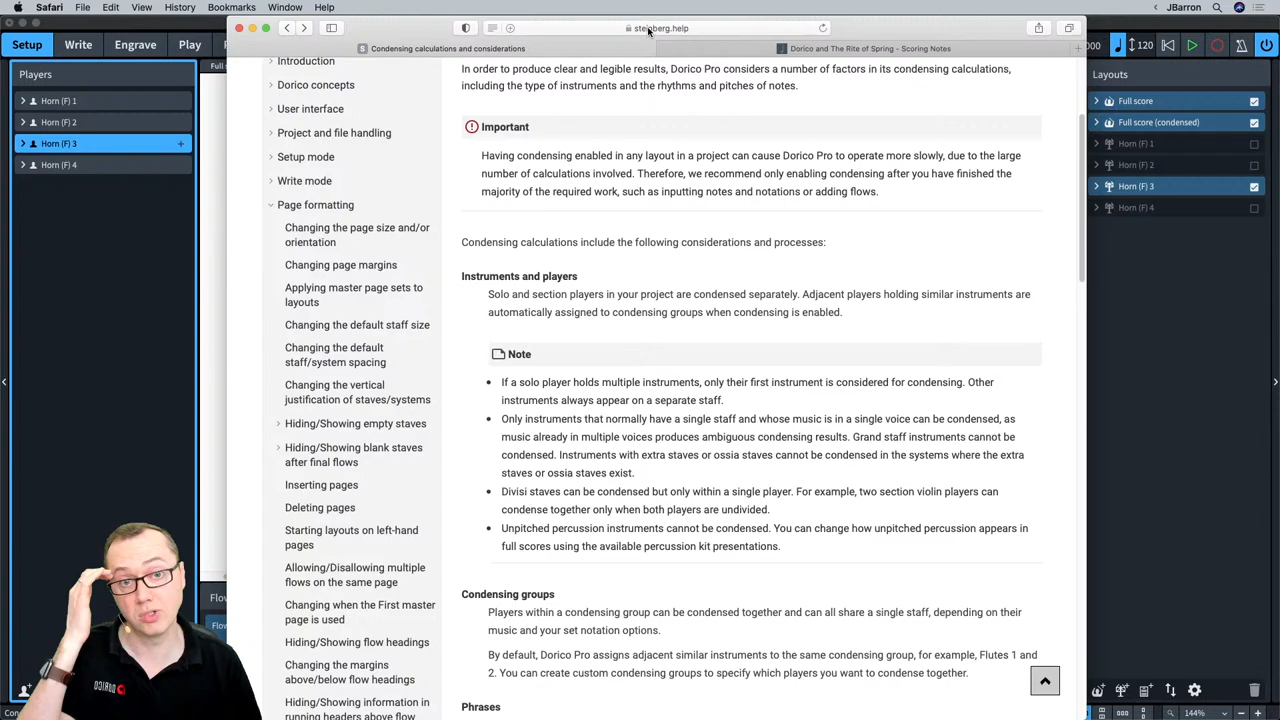 Safari File Edit View History Bookmarks Window Help JBarron
Setup Write Engrave Play
steinberg.help
120
Condensing calculations and considerations
Dorico and The Rite of Spring - Scoring Notes
Players
Horn (F) 1
Horn (F) 2
Horn (F) 3
Horn (F) 4
Full s
Flow
Introduction
Dorico concepts
User interface
Project and file handling
Setup mode
Write mode
Page formatting
Changing the page size and/or
orientation
Changing page margins
Applying master page sets to
layouts
Changing the default staff size
Changing the default
staff/system spacing
Changing the vertical
justification of staves/systems
Hiding/Showing empty staves
Hiding/Showing blank staves
after final flows
Inserting pages
Deleting pages
Starting layouts on left-hand
pages
Allowing/Disallowing multiple
flows on the same page
Changing when the First master
page is used
Hiding/Showing flow headings
Changing the margins
above/below flow headings
Hiding/Showing information in
running headers above flow
In order to produce clear and legible results, Dorico Pro considers a number of factors in its condensing calculations,
including the type of instruments and the rhythms and pitches of notes.
Important
Having condensing enabled in any layout in a project can cause Dorico Pro to operate more slowly, due to the large
number of calculations involved. Therefore, we recommend only enabling condensing after you have finished the
majority of the required work, such as inputting notes and notations or adding flows.
Condensing calculations include the following considerations and processes:
Instruments and players
Solo and section players in your project are condensed separately. Adjacent players holding similar instruments are
automatically assigned to condensing groups when condensing is enabled.
Note
If a solo player holds multiple instruments, only their first instrument is considered for condensing. Other
instruments always appear on a separate staff.
Only instruments that normally have a single staff and whose music is in a single voice can be condensed, as
music already in multiple voices produces ambiguous condensing results. Grand staff instruments cannot be
condensed. Instruments with extra staves or ossia staves cannot be condensed in the systems where the extra
staves or ossia staves exist.
Divisi staves can be condensed but only within a single player. For example, two section violin players can
condense together only when both players are undivided.
Unpitched percussion instruments cannot be condensed. You can change how unpitched percussion appears in
full scores using the available percussion kit presentations.
Condensing groups
Players within a condensing group can be condensed together and can all share a single staff, depending on their
music and your set notation options.
By default, Dorico Pro assigns adjacent similar instruments to the same condensing group, for example, Flutes 1 and
2. You can create custom condensing groups to specify which players you want to condense together.
Phrases
Layouts
Full score
Full score (condensed)
Horn (F) 1
Horn (F) 2
Horn (F) 3
Horn (F) 4
144%